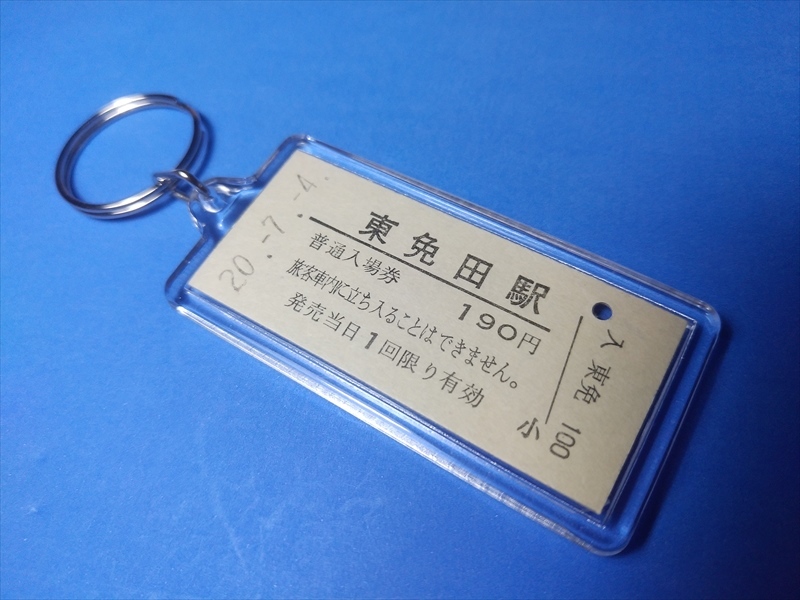 20.-7.-4.
東免田駅
普通入場券
190円
旅客車内に立ち入ることはできません。
発売当日1回限り有効
入 東免 100
小